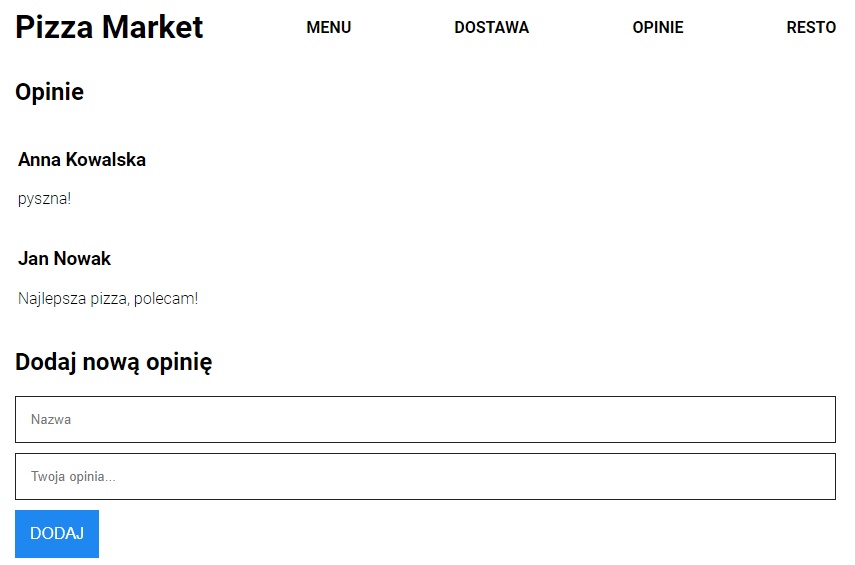 Pizza Market MENU DOSTAWA OPINIE RESTO
Opinie
Anna Kowalska
pyszna!
Jan Nowak
Najlepsza pizza, polecam!
Dodaj nową opinię
Nazwa
Twoja opinia...
DODAJ